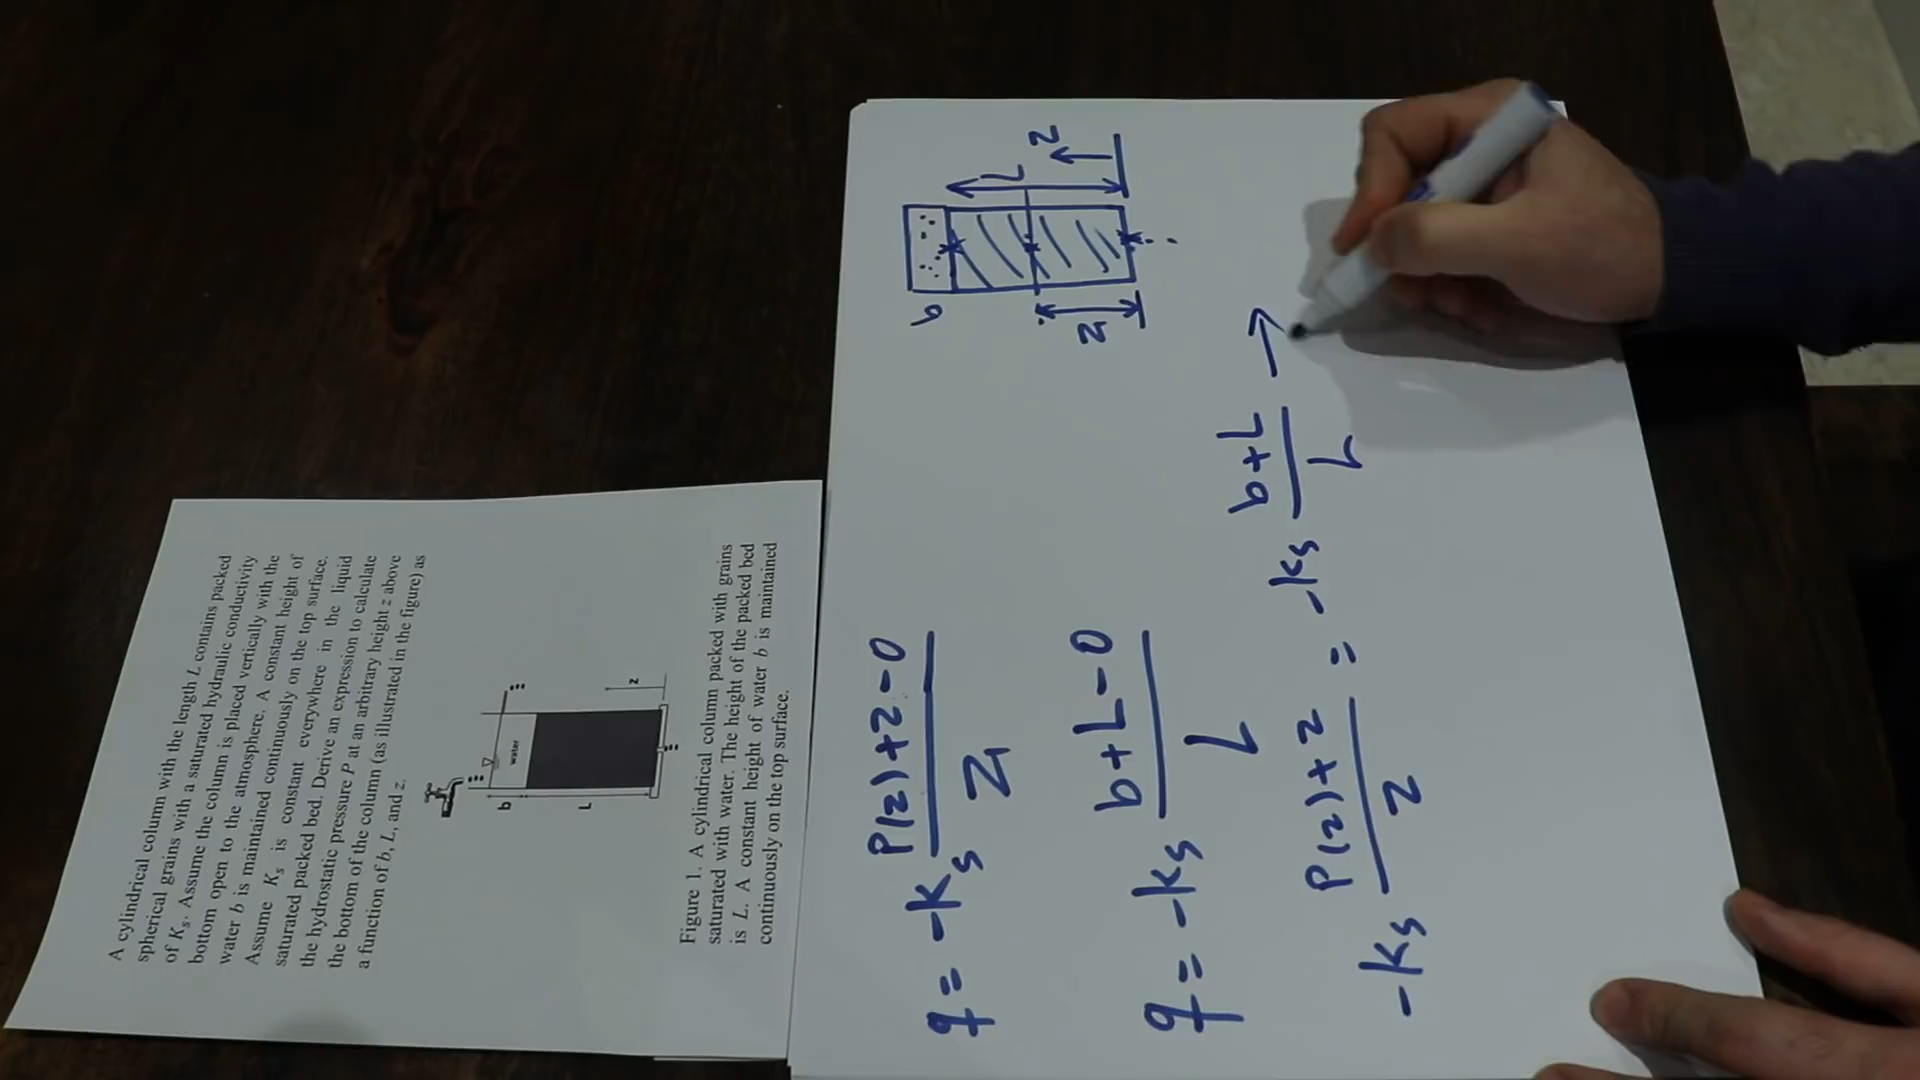 A cylindrical column with the length L contains packed
spherical grains with a saturated hydraulic conductivity
of Ks. Assume the column is placed vertically with the
bottom open to the atmosphere. A constant height of
water b is maintained continuously on the top surface.
Assume Ks is constant everywhere in the liquid
saturated packed bed. Derive an expression to calculate
the hydrostatic pressure P at an arbitrary height z above
the bottom of the column (as illustrated in the figure) as
a function of b, L, and z.
b
water
L
z
Figure 1. A cylindrical column packed with grains
saturated with water. The height of the packed bed
is L. A constant height of water b is maintained
continuously on the top surface.
b
L
z
z
q = -Ks P(z)+z-0 / z
q = -Ks b+L-0 / L
-Ks P(z)+z / z = -Ks b+L / L →